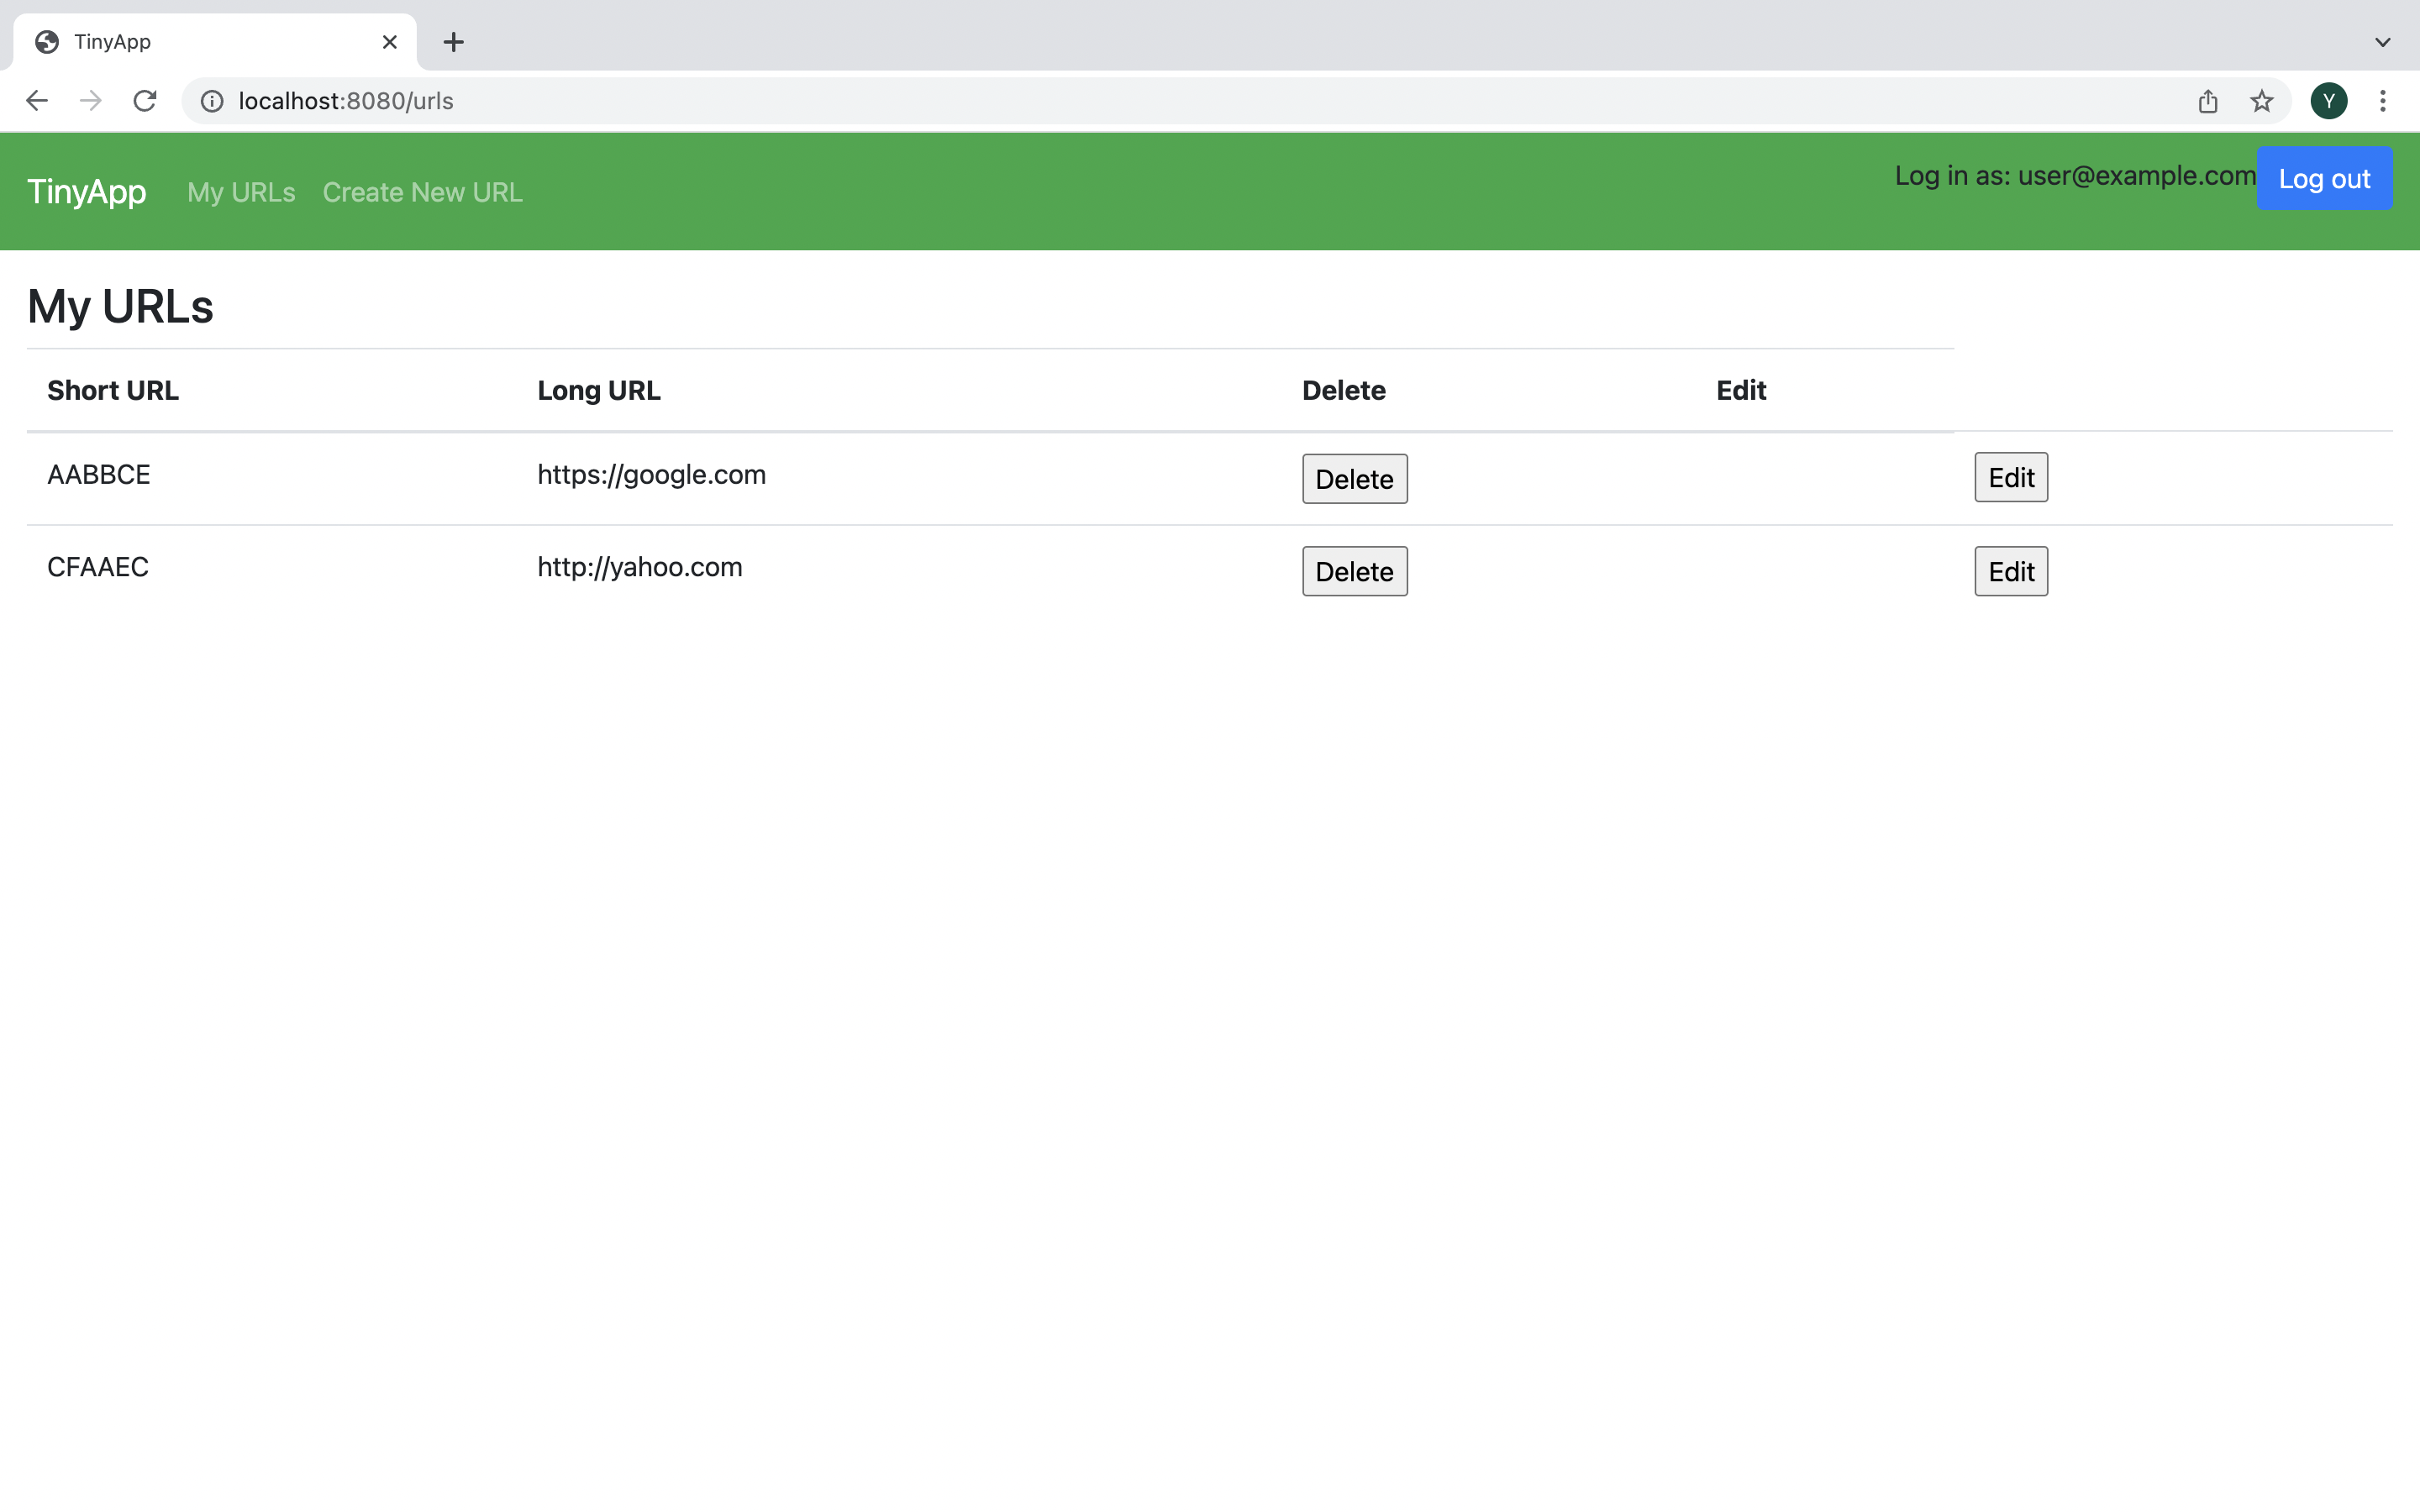 TinyApp
localhost:8080/urls
Y
TinyApp My URLs Create New URL Log in as: user@example.com Log out
My URLs
Short URL Long URL Delete Edit
AABBCE https://google.com Delete Edit
CFAAEC http://yahoo.com Delete Edit